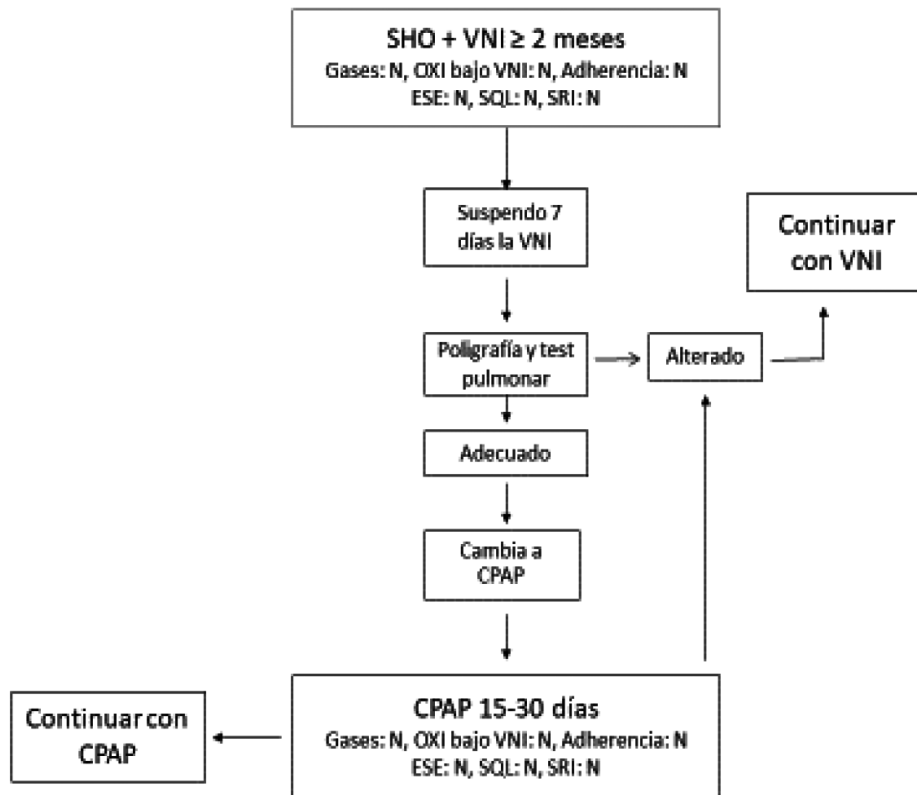 SHO + VNI ≥ 2 meses
Gases: N, OXI bajo VNI: N, Adherencia: N
ESE: N, SQL: N, SRI: N
Suspendo 7
días la VNI
Continuar
con VNI
Poligrafía y test
pulmonar
Alterado
Adecuado
Cambia a
CPAP
CPAP 15-30 días
Gases: N, OXI bajo VNI: N, Adherencia: N
ESE: N, SQL: N, SRI: N
Continuar con
CPAP